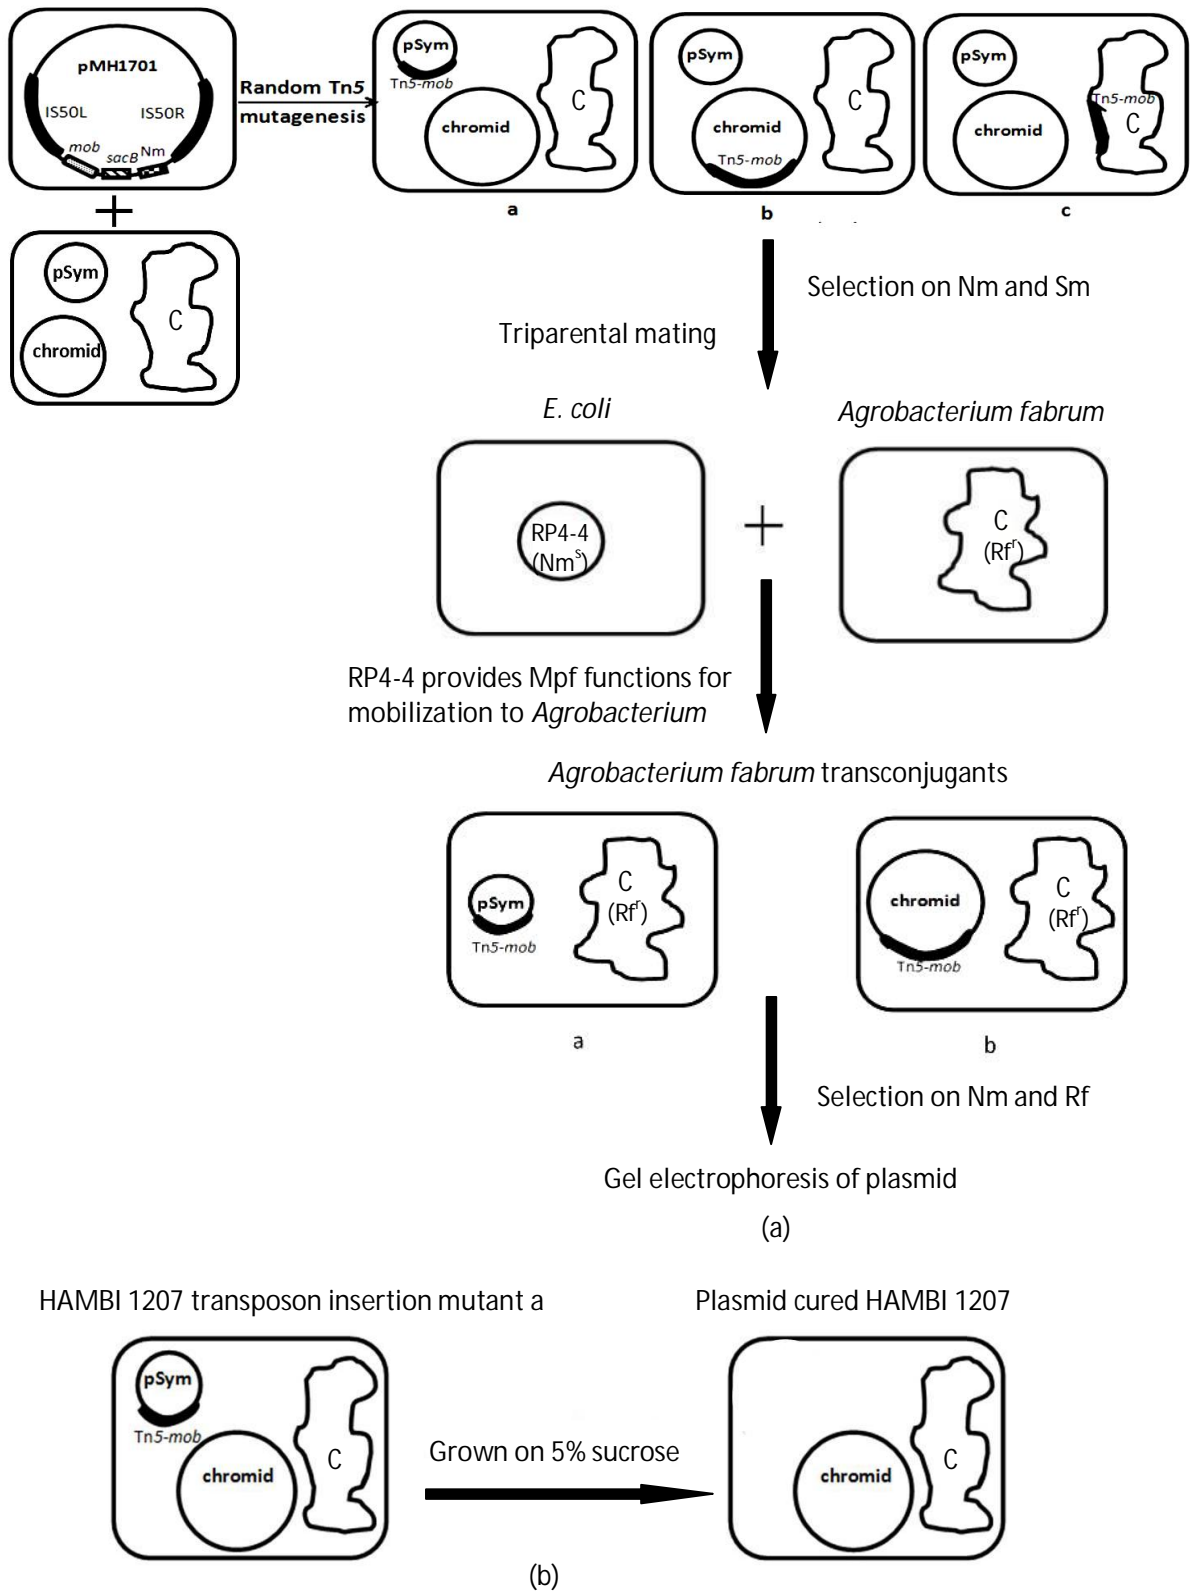 pMH1701
IS50L
IS50R
mob
sacB
Nm
Random Tn5
mutagenesis
pSym
chromid
C
pSym
Tn5-mob
chromid
C
a
pSym
chromid
Tn5-mob
C
b
pSym
chromid
Tn5-mob
C
c
Selection on Nm and Sm
Triparental mating
E. coli
Agrobacterium fabrum
RP4-4
(Nmˢ)
C
(Rfʳ)
RP4-4 provides Mpf functions for
mobilization to Agrobacterium
Agrobacterium fabrum transconjugants
pSym
Tn5-mob
C
(Rfʳ)
a
chromid
Tn5-mob
C
(Rfʳ)
b
Selection on Nm and Rf
Gel electrophoresis of plasmid
(a)
HAMBI 1207 transposon insertion mutant a
Plasmid cured HAMBI 1207
pSym
Tn5-mob
chromid
C
Grown on 5% sucrose
chromid
C
(b)